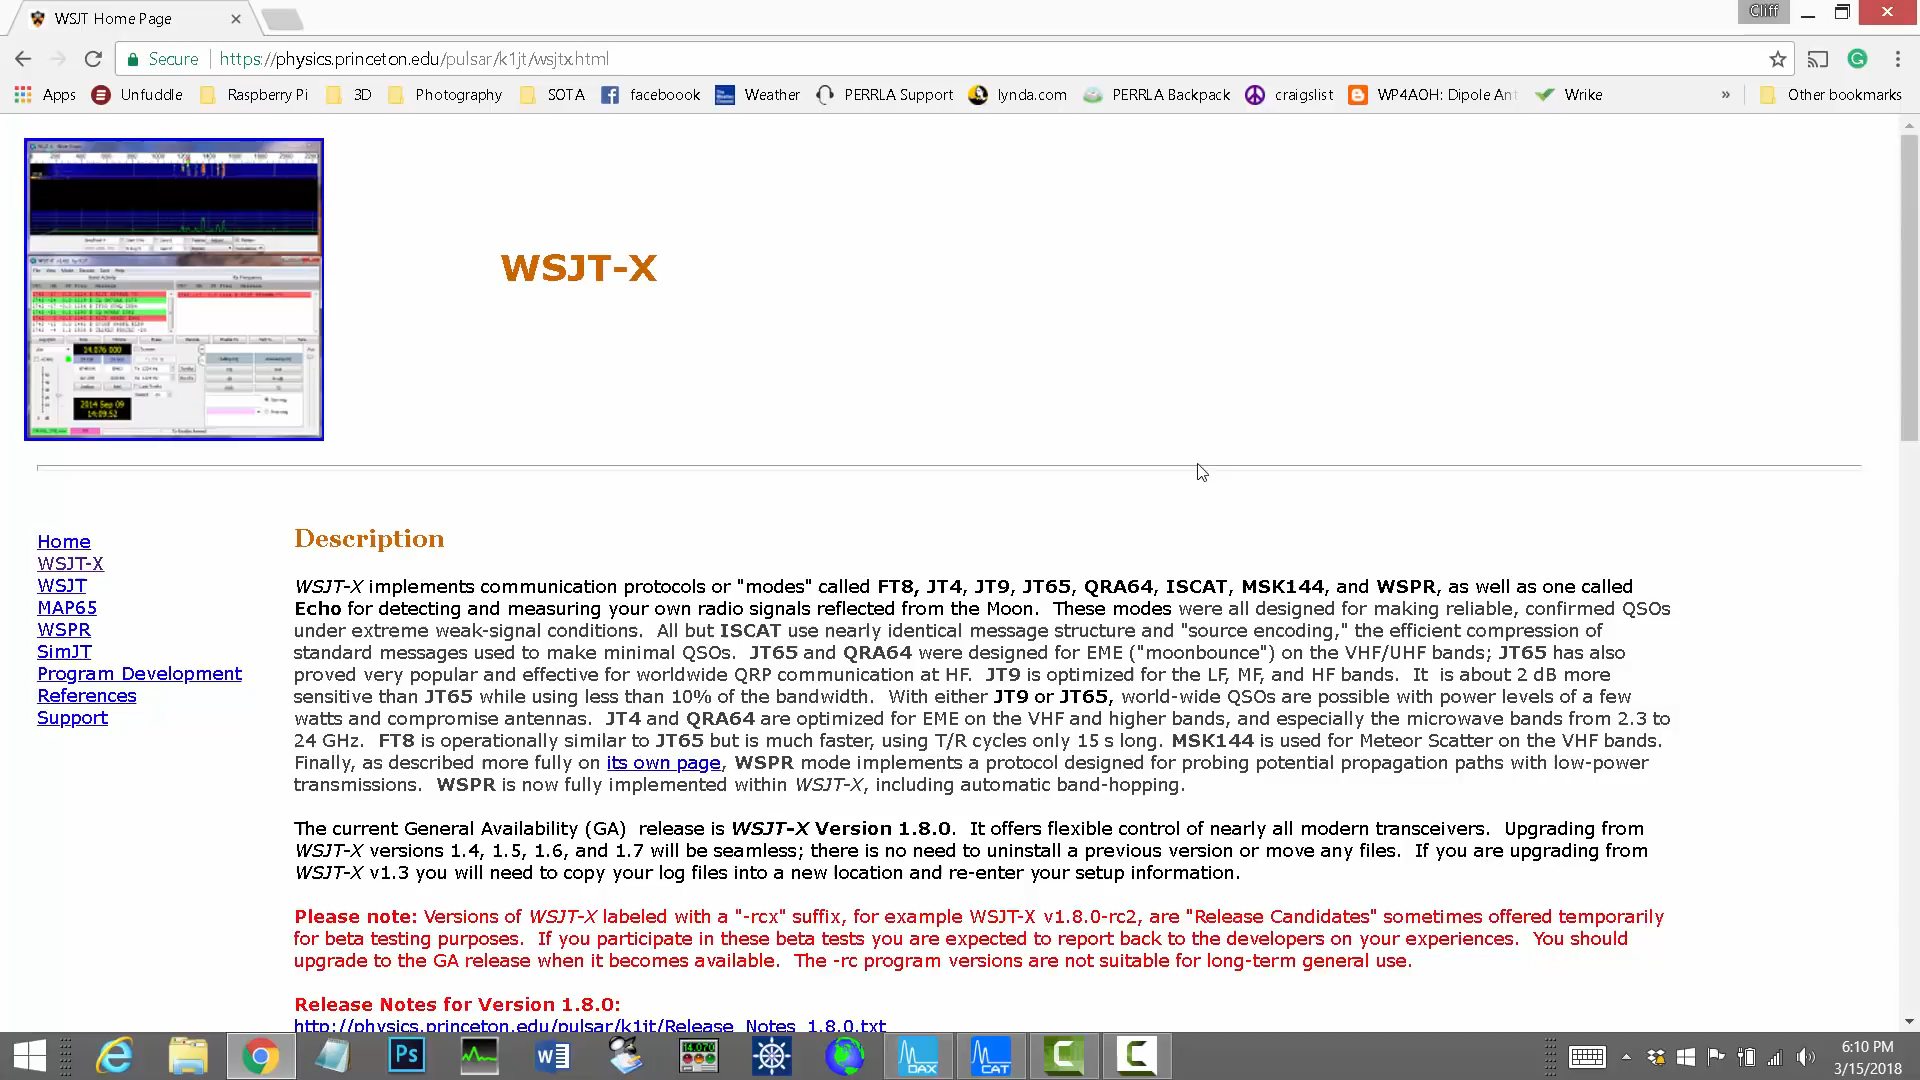 WSJT Home Page
Cliff
Secure https://physics.princeton.edu/pulsar/k1jt/wsjtx.html
Apps Unfuddle Raspberry Pi 3D Photography SOTA faceboook Weather PERRLA Support lynda.com PERRLA Backpack craigslist WP4AOH: Dipole Ant Wrike » Other bookmarks
14.076 000
2014 Sep 09
14:09:52
WSJT-X
Home
WSJT-X
WSJT
MAP65
WSPR
SimJT
Program Development
References
Support
Description
WSJT-X implements communication protocols or "modes" called FT8, JT4, JT9, JT65, QRA64, ISCAT, MSK144, and WSPR, as well as one called
Echo for detecting and measuring your own radio signals reflected from the Moon. These modes were all designed for making reliable, confirmed QSOs
under extreme weak-signal conditions. All but ISCAT use nearly identical message structure and "source encoding," the efficient compression of
standard messages used to make minimal QSOs. JT65 and QRA64 were designed for EME ("moonbounce") on the VHF/UHF bands; JT65 has also
proved very popular and effective for worldwide QRP communication at HF. JT9 is optimized for the LF, MF, and HF bands. It is about 2 dB more
sensitive than JT65 while using less than 10% of the bandwidth. With either JT9 or JT65, world-wide QSOs are possible with power levels of a few
watts and compromise antennas. JT4 and QRA64 are optimized for EME on the VHF and higher bands, and especially the microwave bands from 2.3 to
24 GHz. FT8 is operationally similar to JT65 but is much faster, using T/R cycles only 15 s long. MSK144 is used for Meteor Scatter on the VHF bands.
Finally, as described more fully on its own page, WSPR mode implements a protocol designed for probing potential propagation paths with low-power
transmissions. WSPR is now fully implemented within WSJT-X, including automatic band-hopping.
The current General Availability (GA) release is WSJT-X Version 1.8.0. It offers flexible control of nearly all modern transceivers. Upgrading from
WSJT-X versions 1.4, 1.5, 1.6, and 1.7 will be seamless; there is no need to uninstall a previous version or move any files. If you are upgrading from
WSJT-X v1.3 you will need to copy your log files into a new location and re-enter your setup information.
Please note: Versions of WSJT-X labeled with a "-rcx" suffix, for example WSJT-X v1.8.0-rc2, are "Release Candidates" sometimes offered temporarily
for beta testing purposes. If you participate in these beta tests you are expected to report back to the developers on your experiences. You should
upgrade to the GA release when it becomes available. The -rc program versions are not suitable for long-term general use.
Release Notes for Version 1.8.0:
http://physics.princeton.edu/pulsar/k1jt/Release_Notes_1.8.0.txt
Ps
14.070
DAX
CAT
6:10 PM
3/15/2018